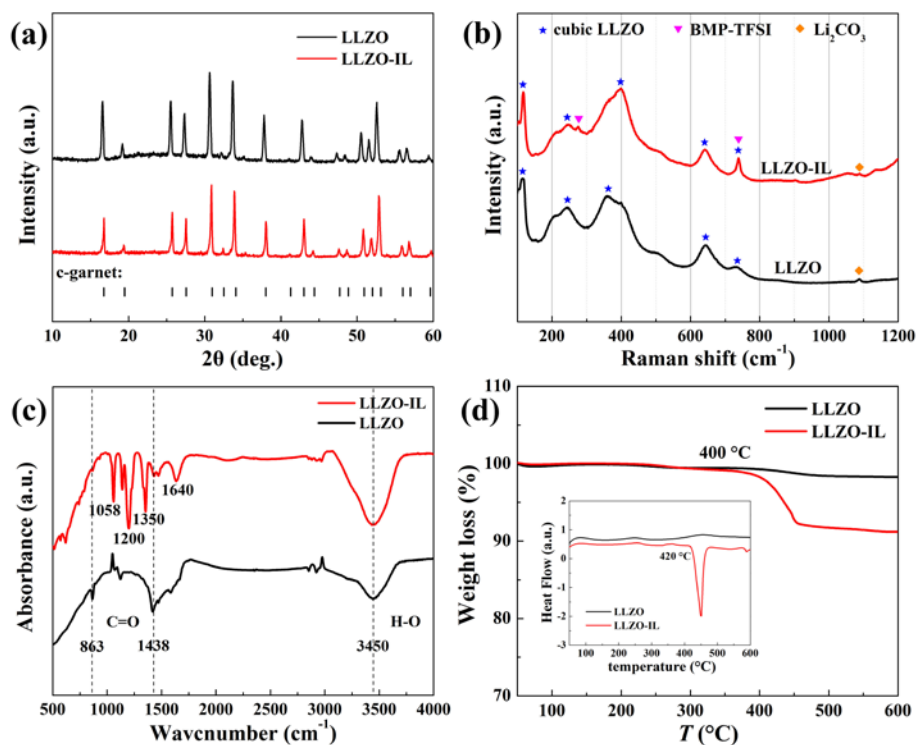 (a)
LLZO
LLZO-IL
c-garnet:
Intensity (a.u.)
10 20 30 40 50 60
2θ (deg.)
(b)
cubic LLZO BMP-TFSI Li₂CO₃
LLZO-IL
LLZO
Intensity (a.u.)
200 400 600 800 1000 1200
Raman shift (cm⁻¹)
(c)
LLZO-IL
LLZO
1058
1200
1350
1640
C=O
H-O
863
1438
3450
Absorbance (a.u.)
500 1000 1500 2000 2500 3000 3500 4000
Wavcnumber (cm⁻¹)
(d)
LLZO
LLZO-IL
400 °C
Weight loss (%)
110
100
90
80
70
100 200 300 400 500 600
T (°C)
Heat Flow (a.u.)
2
1
0
-1
-2
-3
420 °C
LLZO
LLZO-IL
100 200 300 400 500 600
temperature (°C)